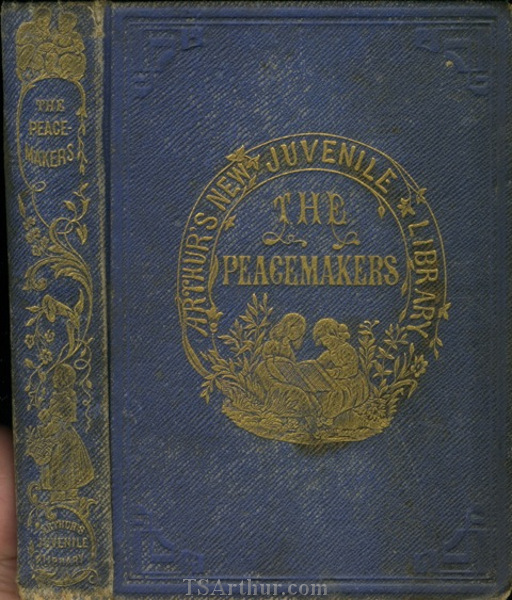 THE
PEACE-
MAKERS
ARTHUR'S
JUVENILE
LIBRARY
ARTHUR'S NEW JUVENILE LIBRARY
THE
PEACEMAKERS
TSArthur.com